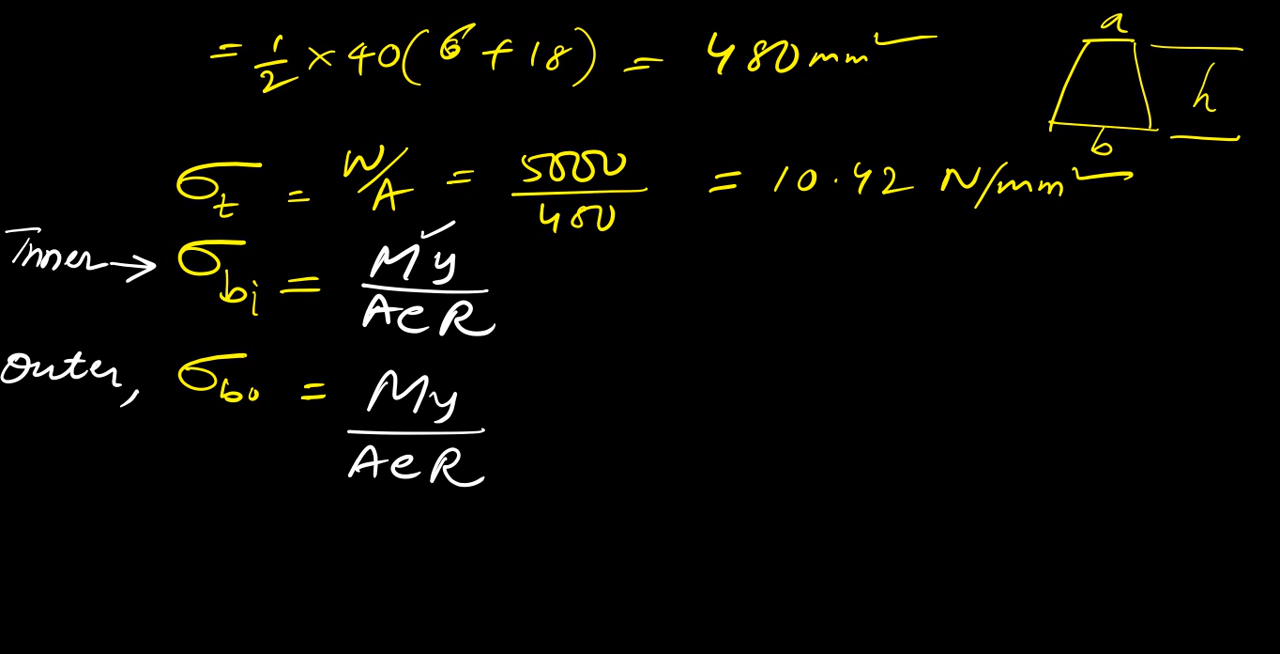 = 1/2 × 40(6 + 18) = 480 mm²
a
h
b
σt = W/A = 5000/480 = 10.42 N/mm²
Inner → σbi = My/AeR
Outer, σbo = My/AeR